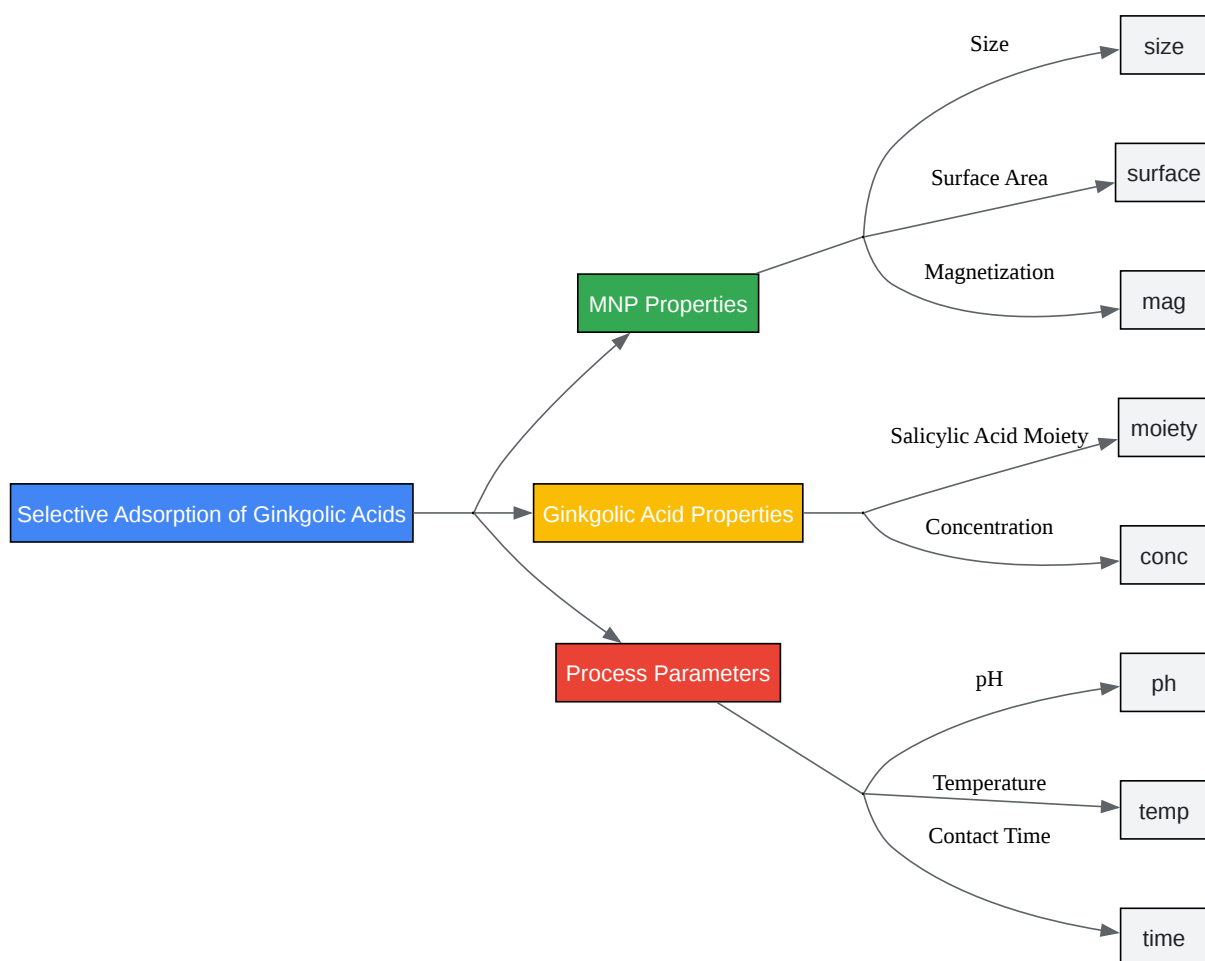 Size
size
Surface Area
surface
Magnetization
mag
MNP Properties
Salicylic Acid Moiety
moiety
Selective Adsorption of Ginkgolic Acids
Ginkgolic Acid Properties
Concentration
conc
Process Parameters
pH
ph
Temperature
temp
Contact Time
time